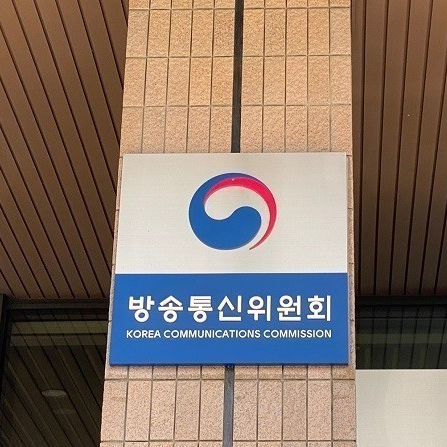 방송통신위원회
KOREA COMMUNICATIONS COMMISSION